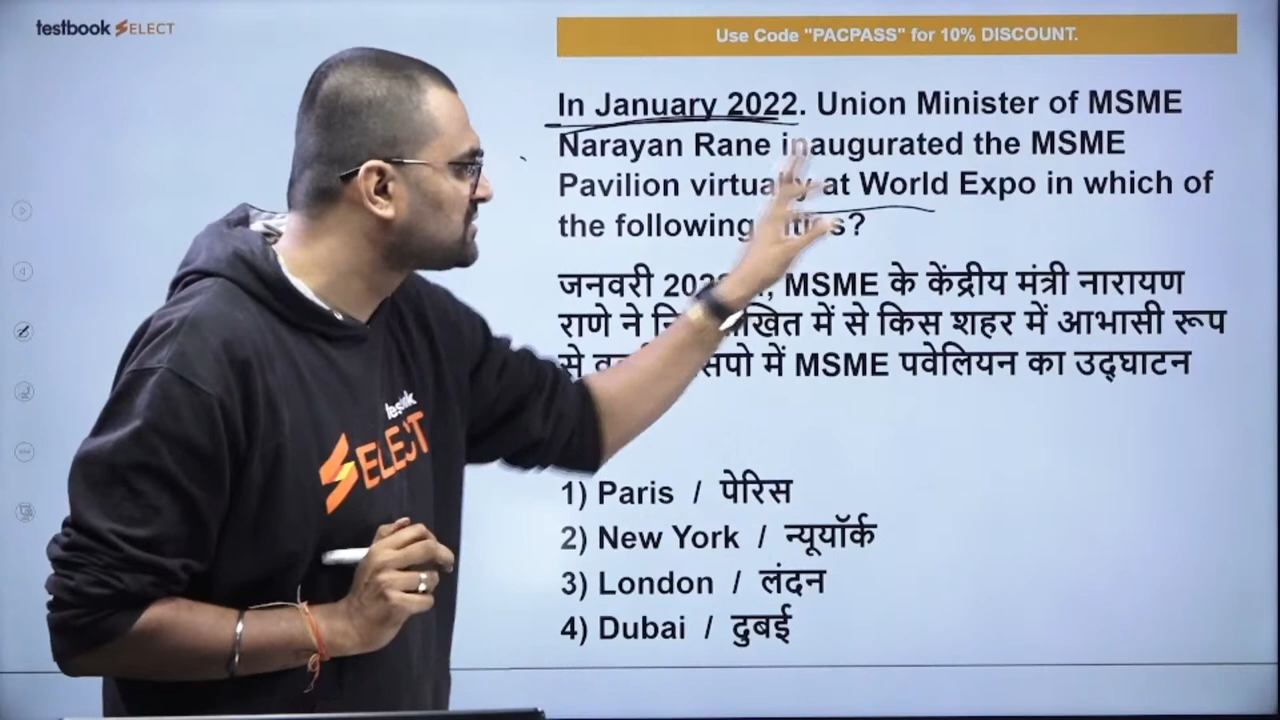 testbook SELECT
Use Code "PACPASS" for 10% DISCOUNT.
In January 2022. Union Minister of MSME
Narayan Rane inaugurated the MSME
Pavilion virtually at World Expo in which of
the following ?
जनवरी MSME के केंद्रीय मंत्री नारायण
राणे ने में से किस शहर में आभासी रूप
से में MSME पवेलियन का उद्घाटन
1) Paris / पेरिस
2) New York / न्यूयॉर्क
3) London / लंदन
4) Dubai / दुबई
SELECT